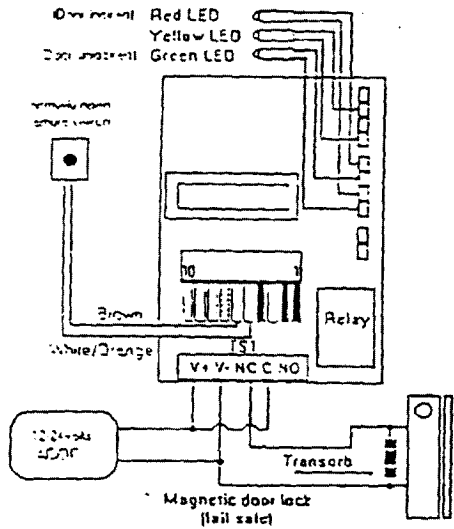 Red LED
Yellow LED
Green LED
10 1
Brown
White/Orange
S
Relay
V+ V- NC C NO
Transorb
Magnetic door lock
(fail safe)